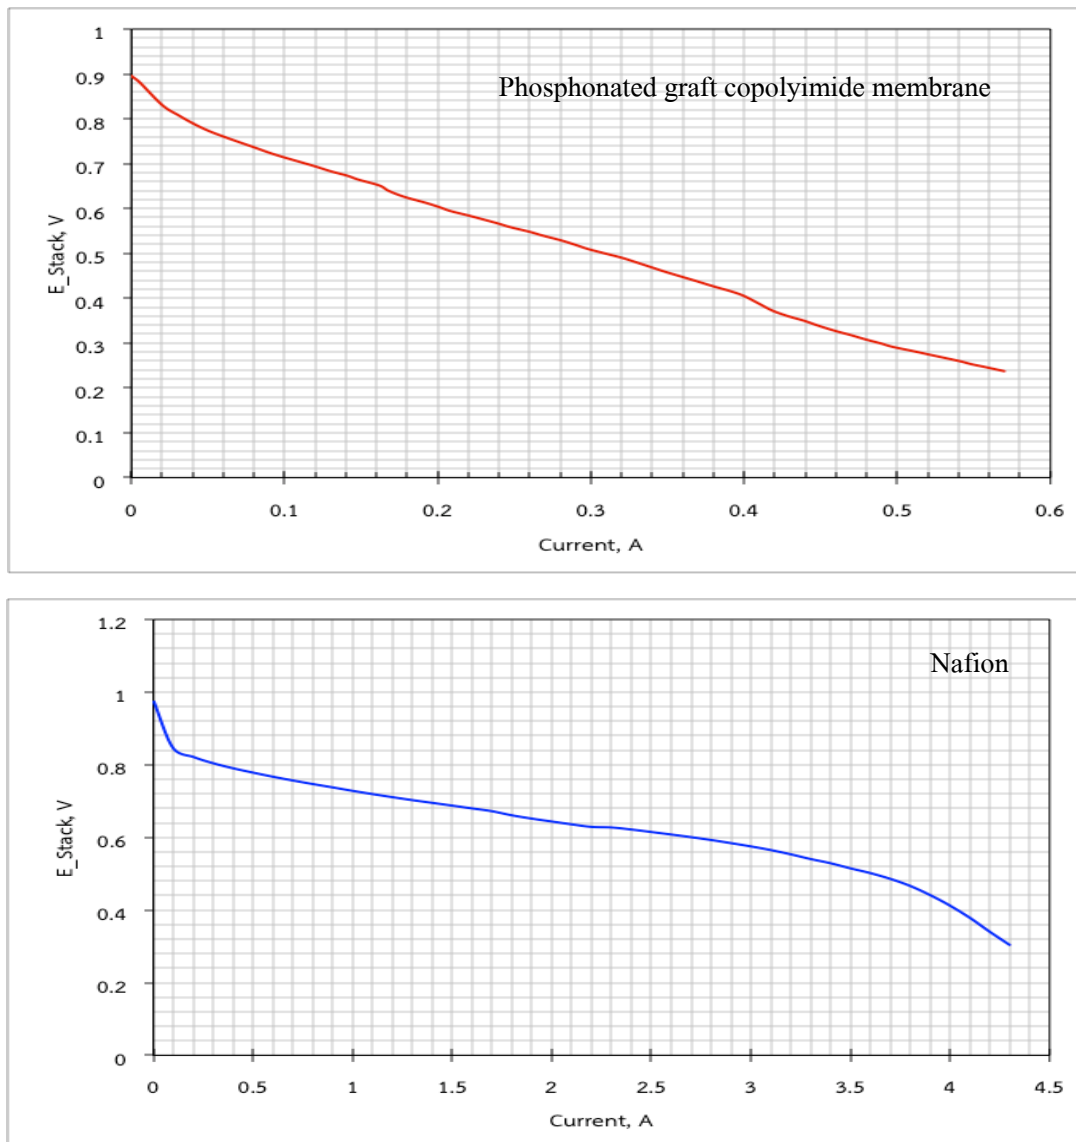 1
0.9
Phosphonated graft copolyimide membrane
0.8
0.7
0.6
0.5
0.4
0.3
0.2
0.1
0
E_Stack, V
0 0.1 0.2 0.3 0.4 0.5 0.6
Current, A
1.2
Nafion
1
0.8
0.6
0.4
0.2
0
E_Stack, V
0 0.5 1 1.5 2 2.5 3 3.5 4 4.5
Current, A